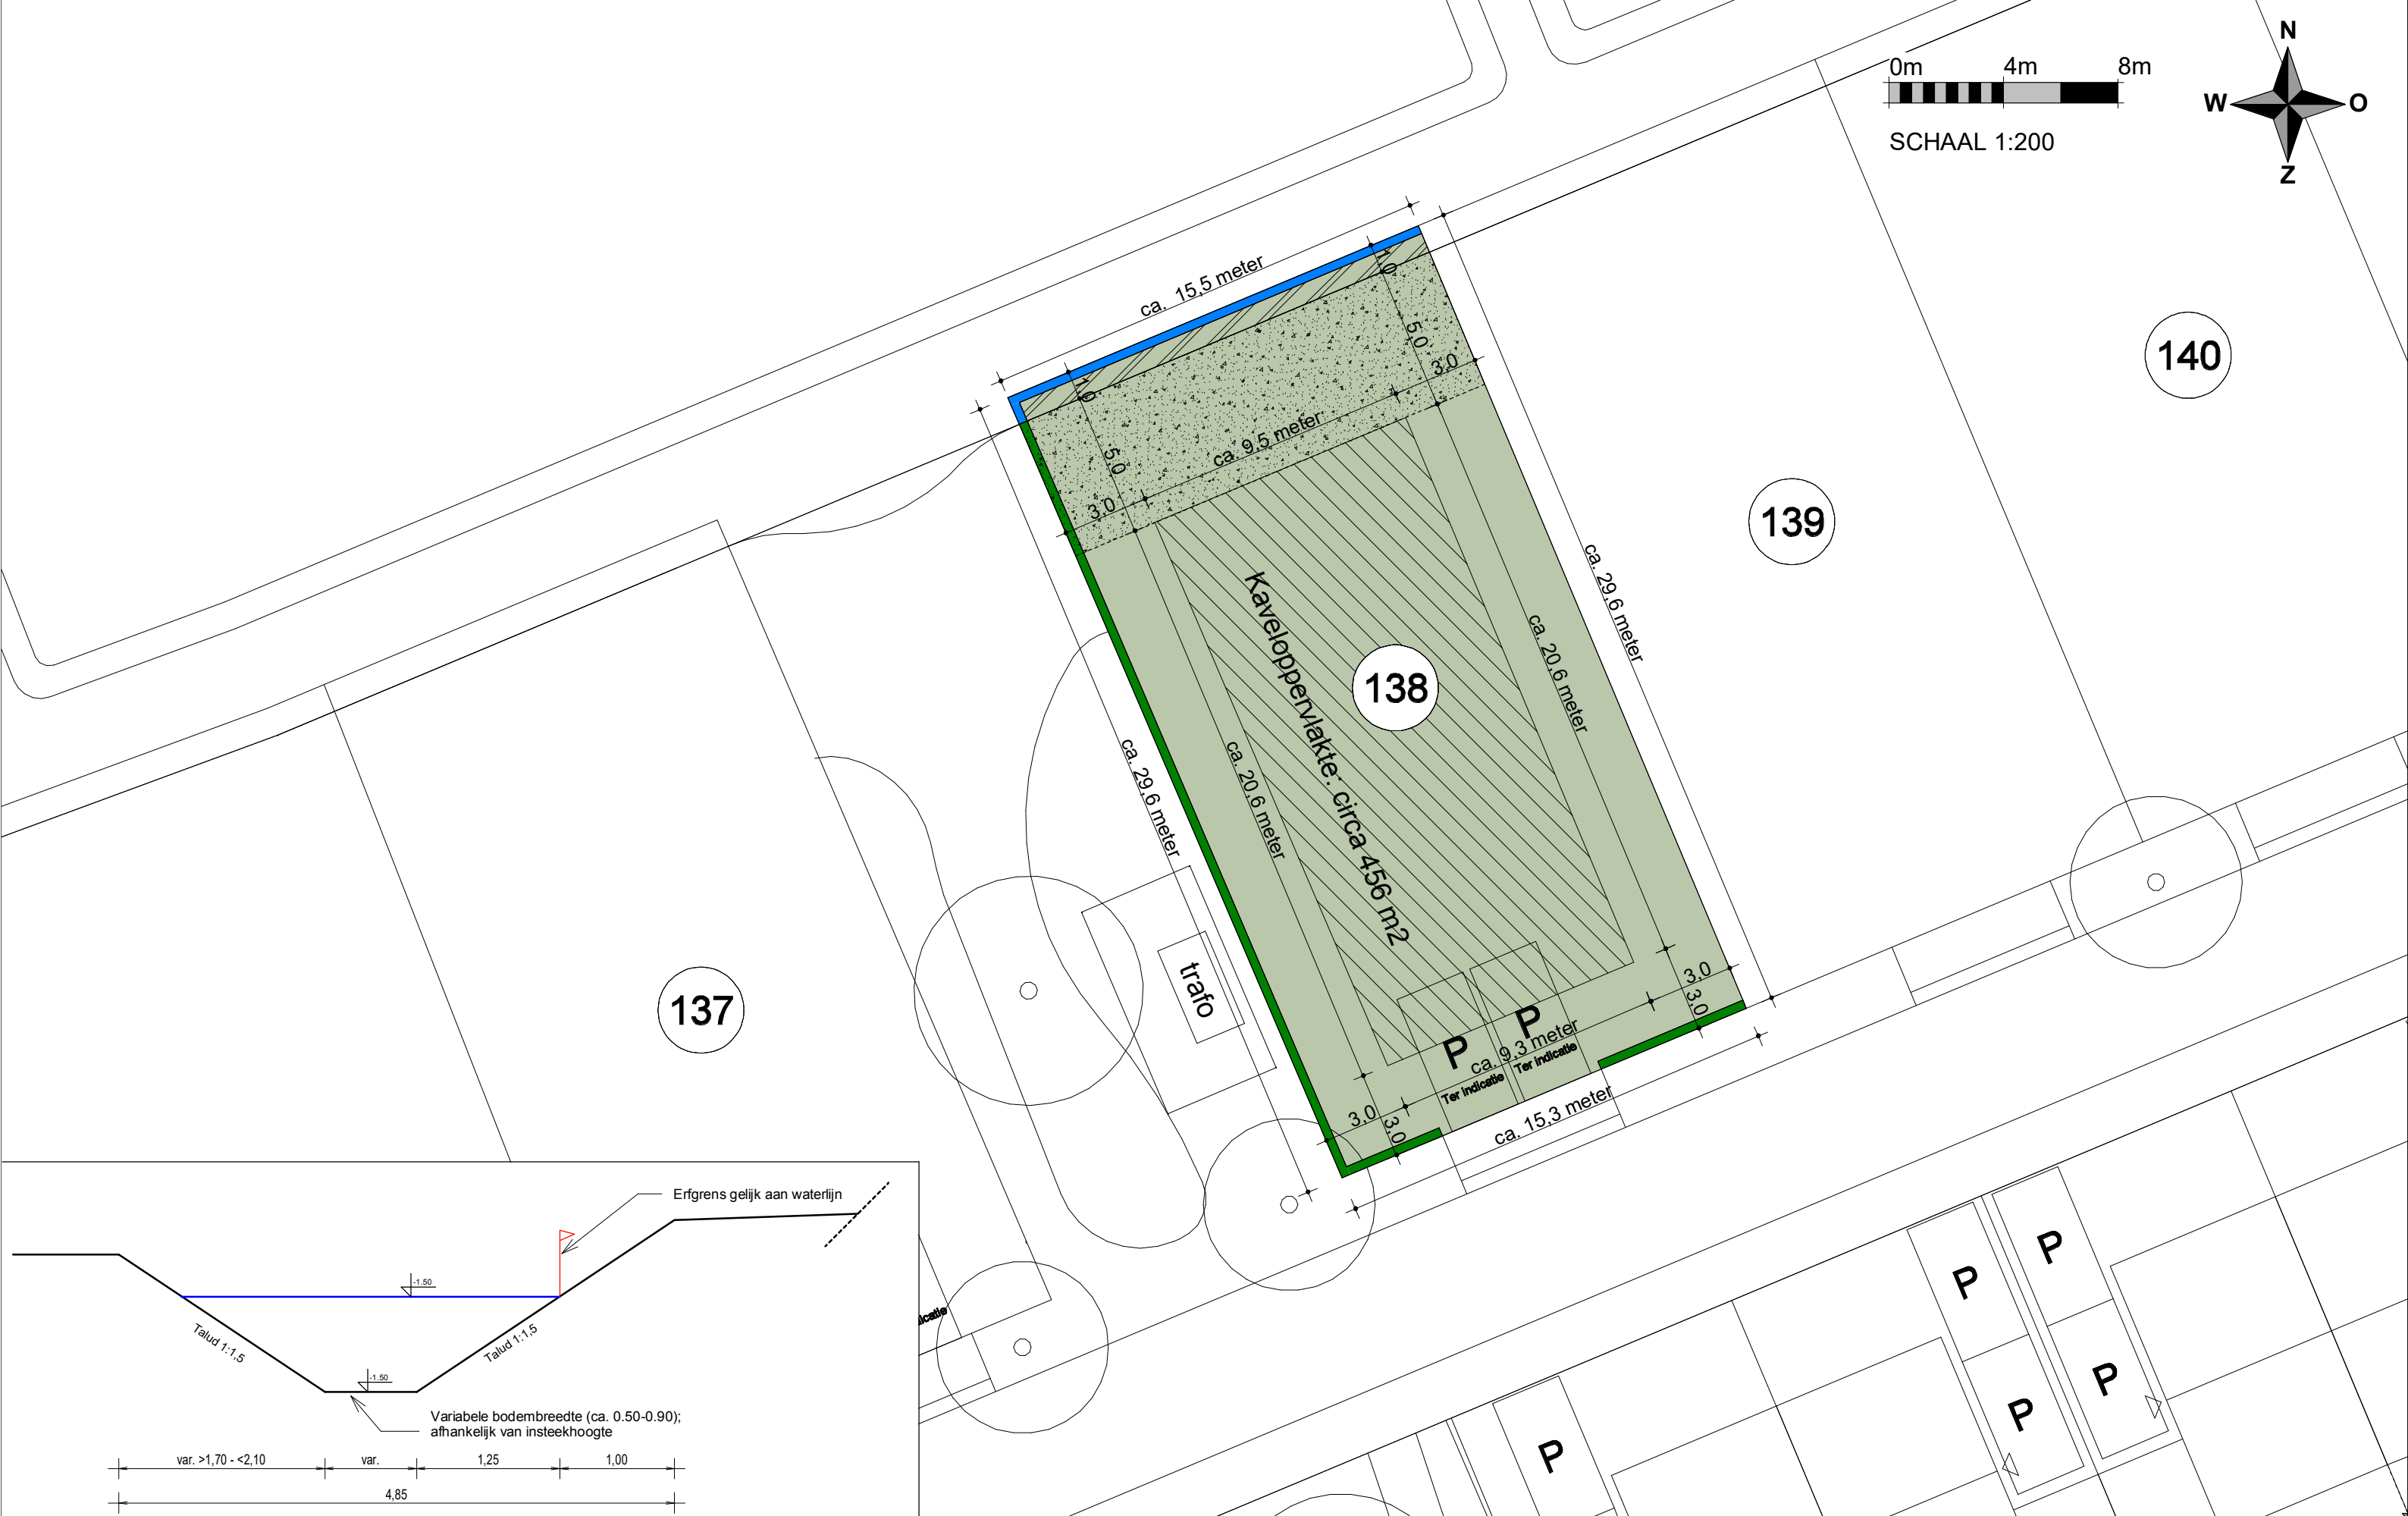 N
W
O
Z
0m
4m
8m
SCHAAL 1:200
ca. 15,5 meter
1,0
1,0
5,0
5,0
3,0
ca. 9,5 meter
3,0
140
139
138
137
ca. 29,6 meter
ca. 29,6 meter
ca. 20,6 meter
ca. 20,6 meter
Kaveloppervlakte: circa 456 m2
trafo
P
P
Ter indicatie
Ter indicatie
ca. 9,3 meter
3,0
3,0
3,0
3,0
ca. 15,3 meter
P
P
P
P
P
Erfgrens gelijk aan waterlijn
-1.50
Talud 1:1,5
Talud 1:1,5
-1.50
Variabele bodembreedte (ca. 0.50-0.90);
afhankelijk van insteekhoogte
var. >1,70 - <2,10
var.
1,25
1,00
4,85